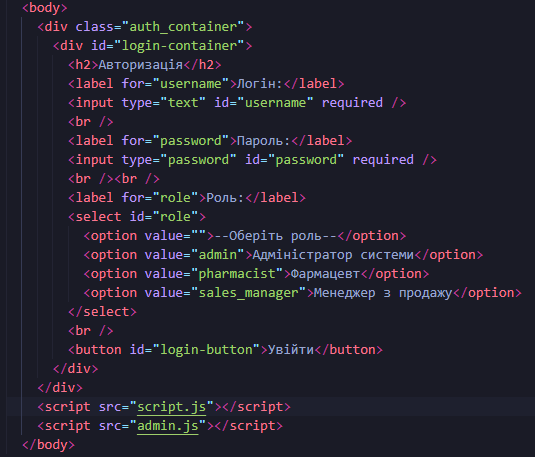 <body>
<div class="auth_container">
<div id="login-container">
<h2>Авторизація</h2>
<label for="username">Логін:</label>
<input type="text" id="username" required />
<br />
<label for="password">Пароль:</label>
<input type="password" id="password" required />
<br /><br />
<label for="role">Роль:</label>
<select id="role">
<option value="">--Оберіть роль--</option>
<option value="admin">Адміністратор системи</option>
<option value="pharmacist">Фармацевт</option>
<option value="sales_manager">Менеджер з продажу</option>
</select>
<br />
<button id="login-button">Увійти</button>
</div>
</div>
<script src="script.js"></script>
<script src="admin.js"></script>
</body>